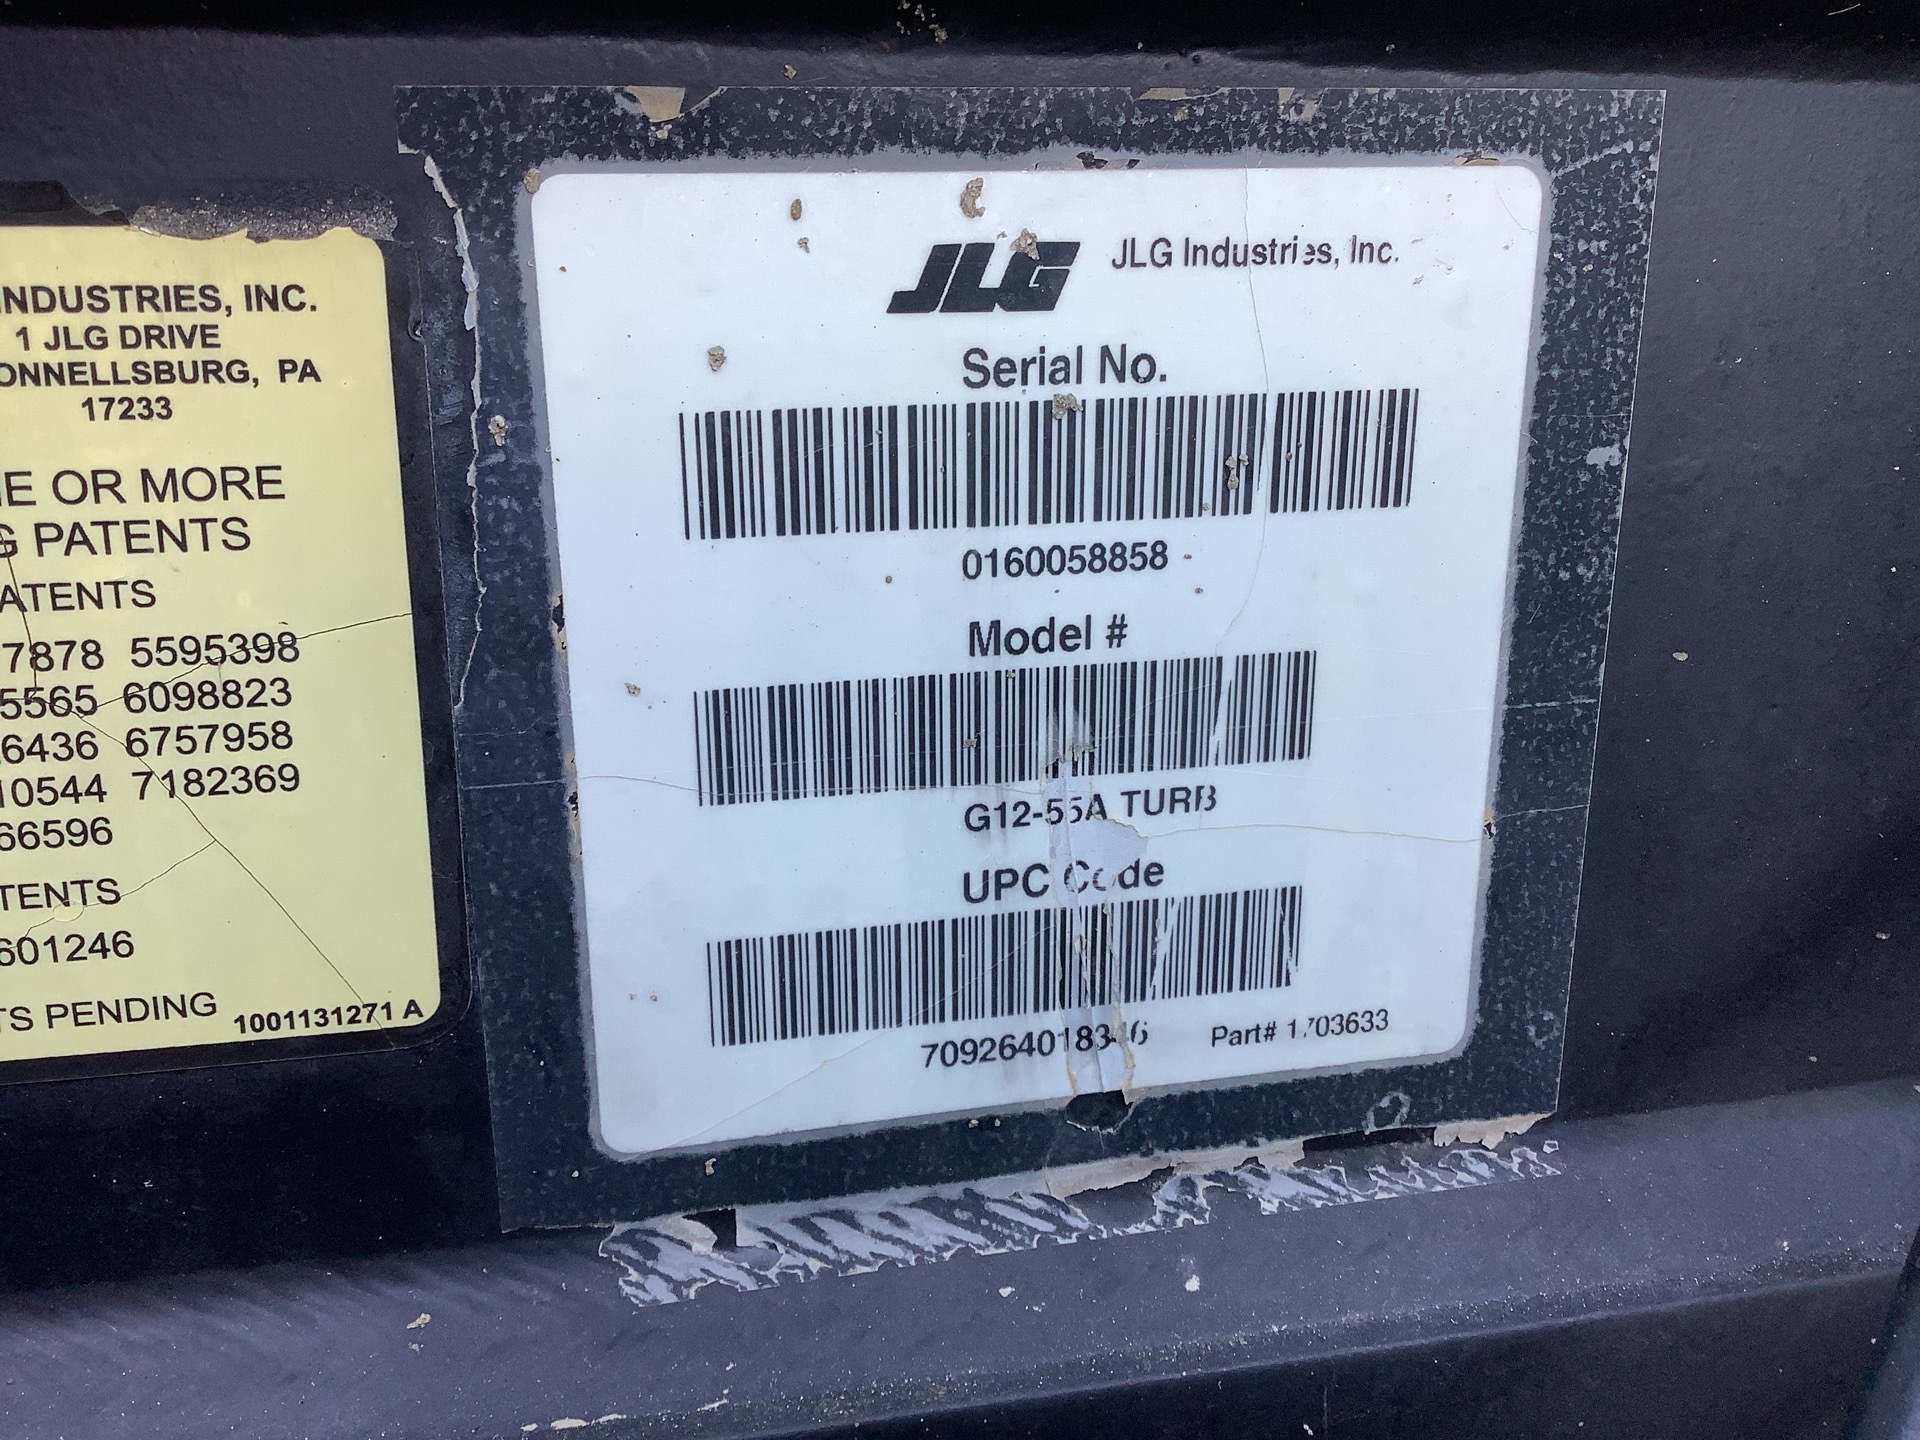 INDUSTRIES, INC.
1 JLG DRIVE
ONNELLSBURG, PA
17233
E OR MORE
G PATENTS
ATENTS
7878 5595398
5565 6098823
6436 6757958
10544 7182369
66596
TENTS
601246
TS PENDING
1001131271 A
JLG JLG Industries, Inc.
Serial No.
0160058858
Model #
G12-55A TURB
UPC Code
Part# 1703633